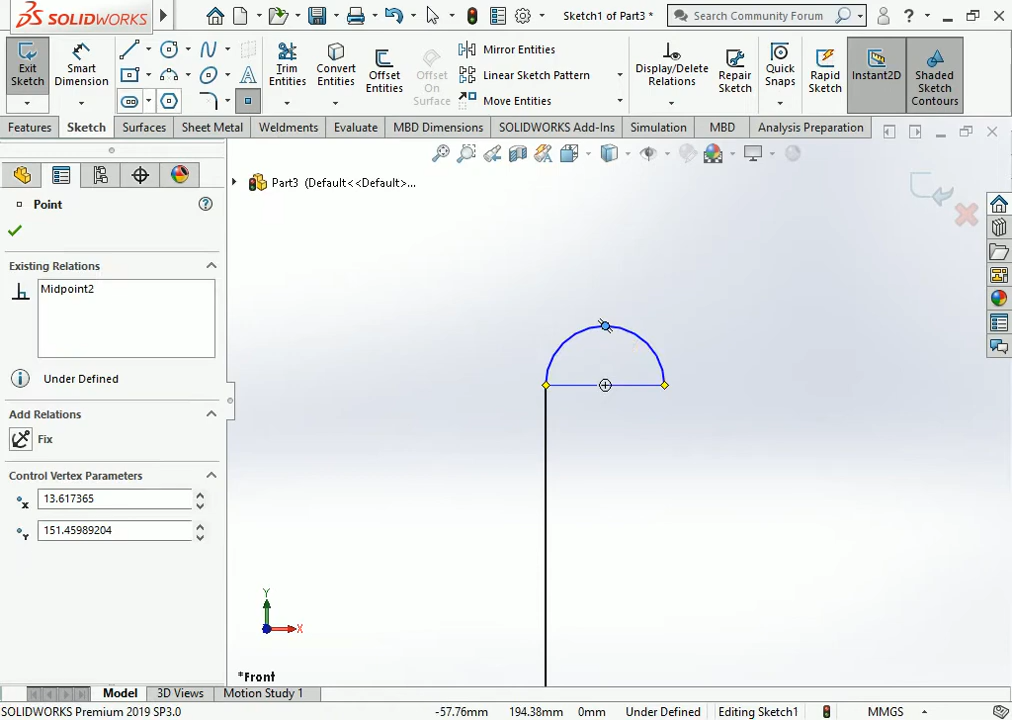 SOLIDWORKS
Sketch1 of Part3 *
Search Community Forum
?
Exit Sketch
Smart Dimension
Trim Entities
Convert Entities
Offset Entities
Offset On Surface
Mirror Entities
Linear Sketch Pattern
Move Entities
Display/Delete Relations
Repair Sketch
Quick Snaps
Rapid Sketch
Instant2D
Shaded Sketch Contours
Features
Sketch
Surfaces
Sheet Metal
Weldments
Evaluate
MBD Dimensions
SOLIDWORKS Add-Ins
Simulation
MBD
Analysis Preparation
Part3 (Default<<Default>...
Point
Existing Relations
Midpoint2
Under Defined
Add Relations
Fix
Control Vertex Parameters
x 13.617365
Y 151.45989204
Y
X
*Front
Model
3D Views
Motion Study 1
SOLIDWORKS Premium 2019 SP3.0
-57.76mm
194.38mm
0mm
Under Defined
Editing Sketch1
MMGS